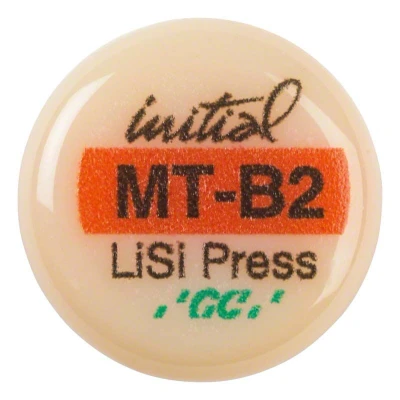 initial
MT-B2
LiSi Press
GC